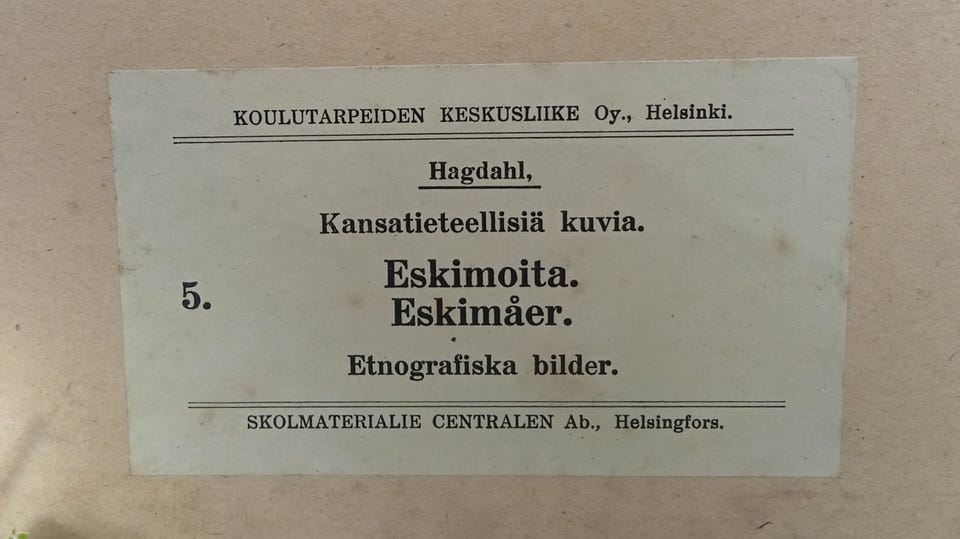 KOULUTARPEIDEN KESKUSLIIKE Oy., Helsinki.
Hagdahl,
Kansatieteellisiä kuvia.
5.
Eskimoita.
Eskimåer.
Etnografiska bilder.
SKOLMATERIALIE CENTRALEN Ab., Helsingfors.